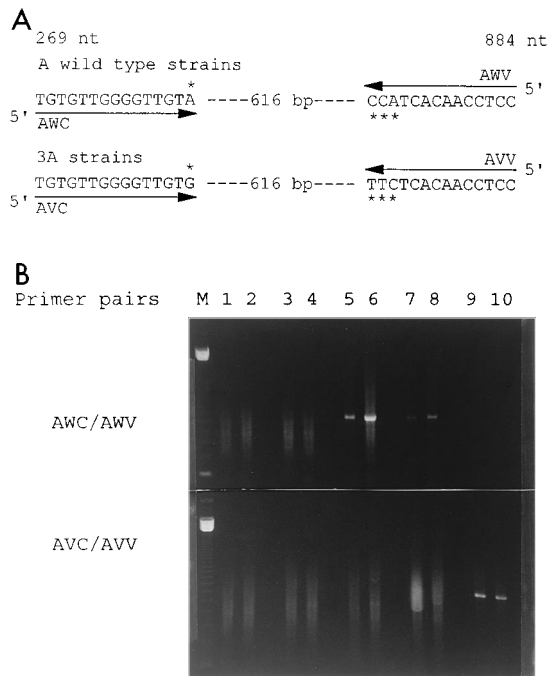 A
269 nt 884 nt
A wild type strains AWV
*
5' TGTGTTGGGGTTGTA ----616 bp---- CCATCACAACCTCC 5'
AWC ***
3A strains AVV
*
5' TGTGTTGGGGTTGTG ----616 bp---- TTCTCACAACCTCC 5'
AVC ***
B
Primer pairs M 1 2 3 4 5 6 7 8 9 10
AWC/AWV
AVC/AVV